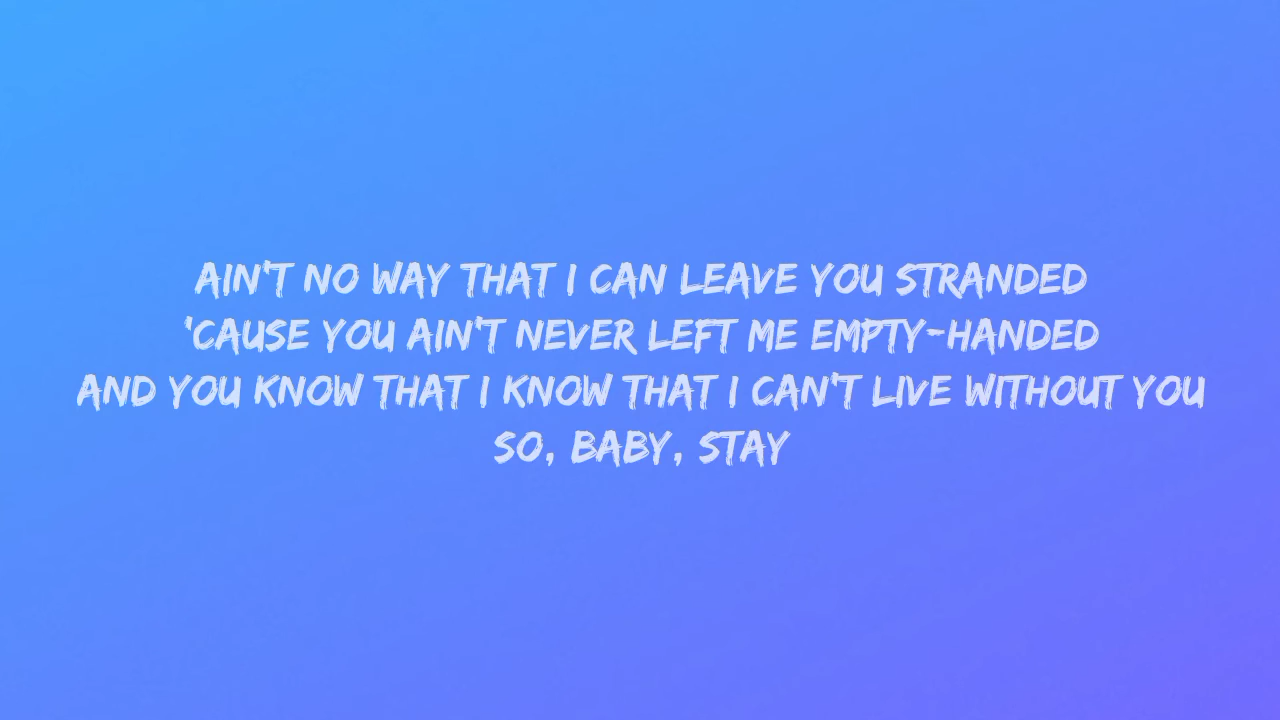 AIN'T NO WAY THAT I CAN LEAVE YOU STRANDED
'CAUSE YOU AIN'T NEVER LEFT ME EMPTY-HANDED
AND YOU KNOW THAT I KNOW THAT I CAN'T LIVE WITHOUT YOU
SO, BABY, STAY